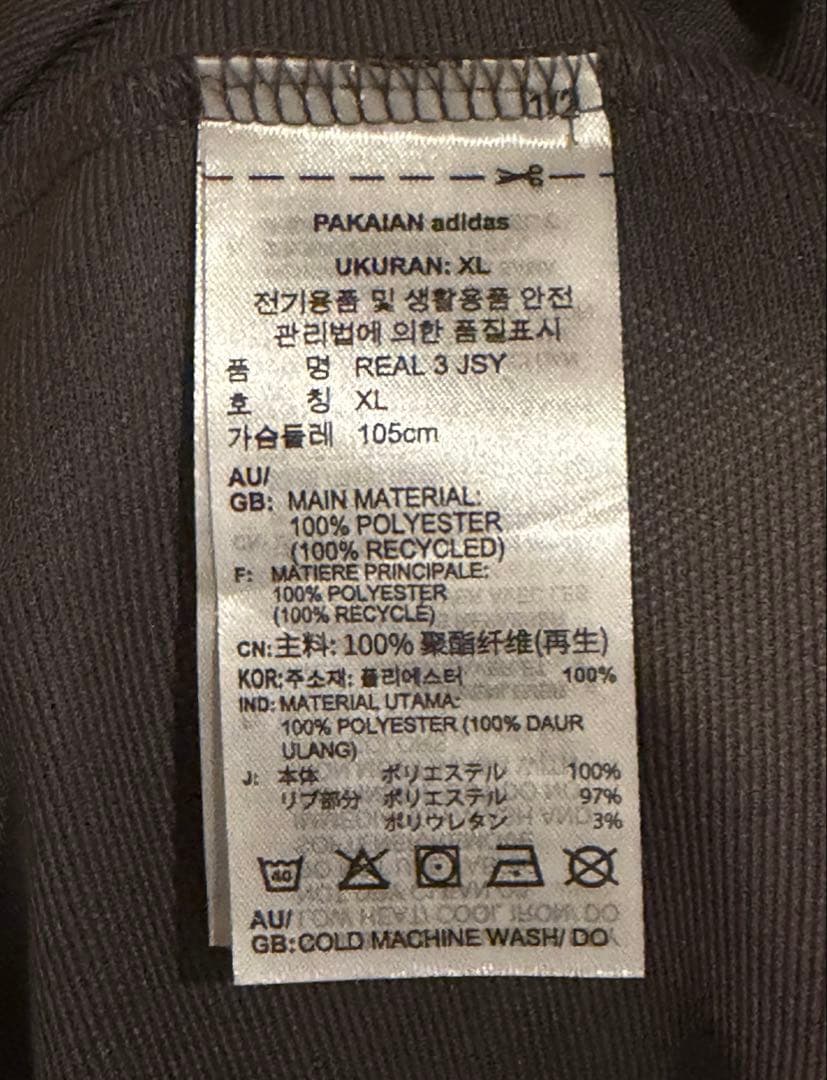 1/2
PAKAIAN adidas
UKURAN: XL
전기용품 및 생활용품 안전
관리법에 의한 품질표시
품 명 REAL 3 JSY
호 칭 XL
가슴둘레 105cm
AU/
GB: MAIN MATERIAL:
100% POLYESTER
(100% RECYCLED)
F: MATIERE PRINCIPALE:
100% POLYESTER
(100% RECYCLÉ)
CN: 主料: 100% 聚酯纤维(再生)
KOR: 주소재: 폴리에스터 100%
IND: MATERIAL UTAMA:
100% POLYESTER (100% DAUR
ULANG)
J: 本体 ポリエステル 100%
リブ部分 ポリエステル 97%
ポリウレタン 3%
40
AU/
GB: COLD MACHINE WASH/ DO